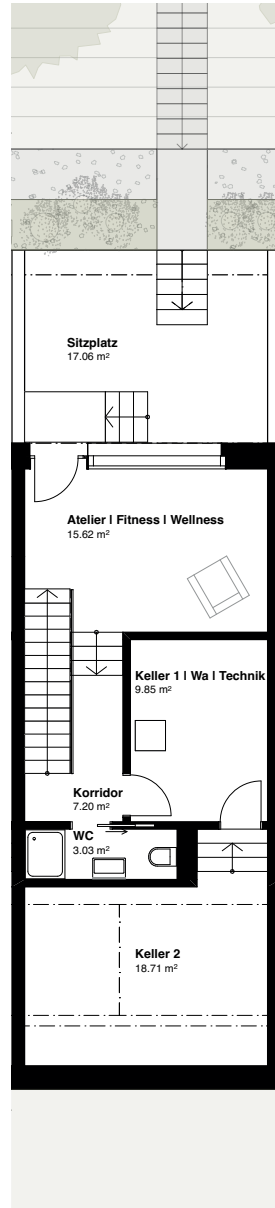 Sitzplatz
17.06 m²
Atelier I Fitness I Wellness
15.62 m²
Keller 1 I Wa I Technik
9.85 m²
Korridor
7.20 m²
WC
3.03 m²
Keller 2
18.71 m²